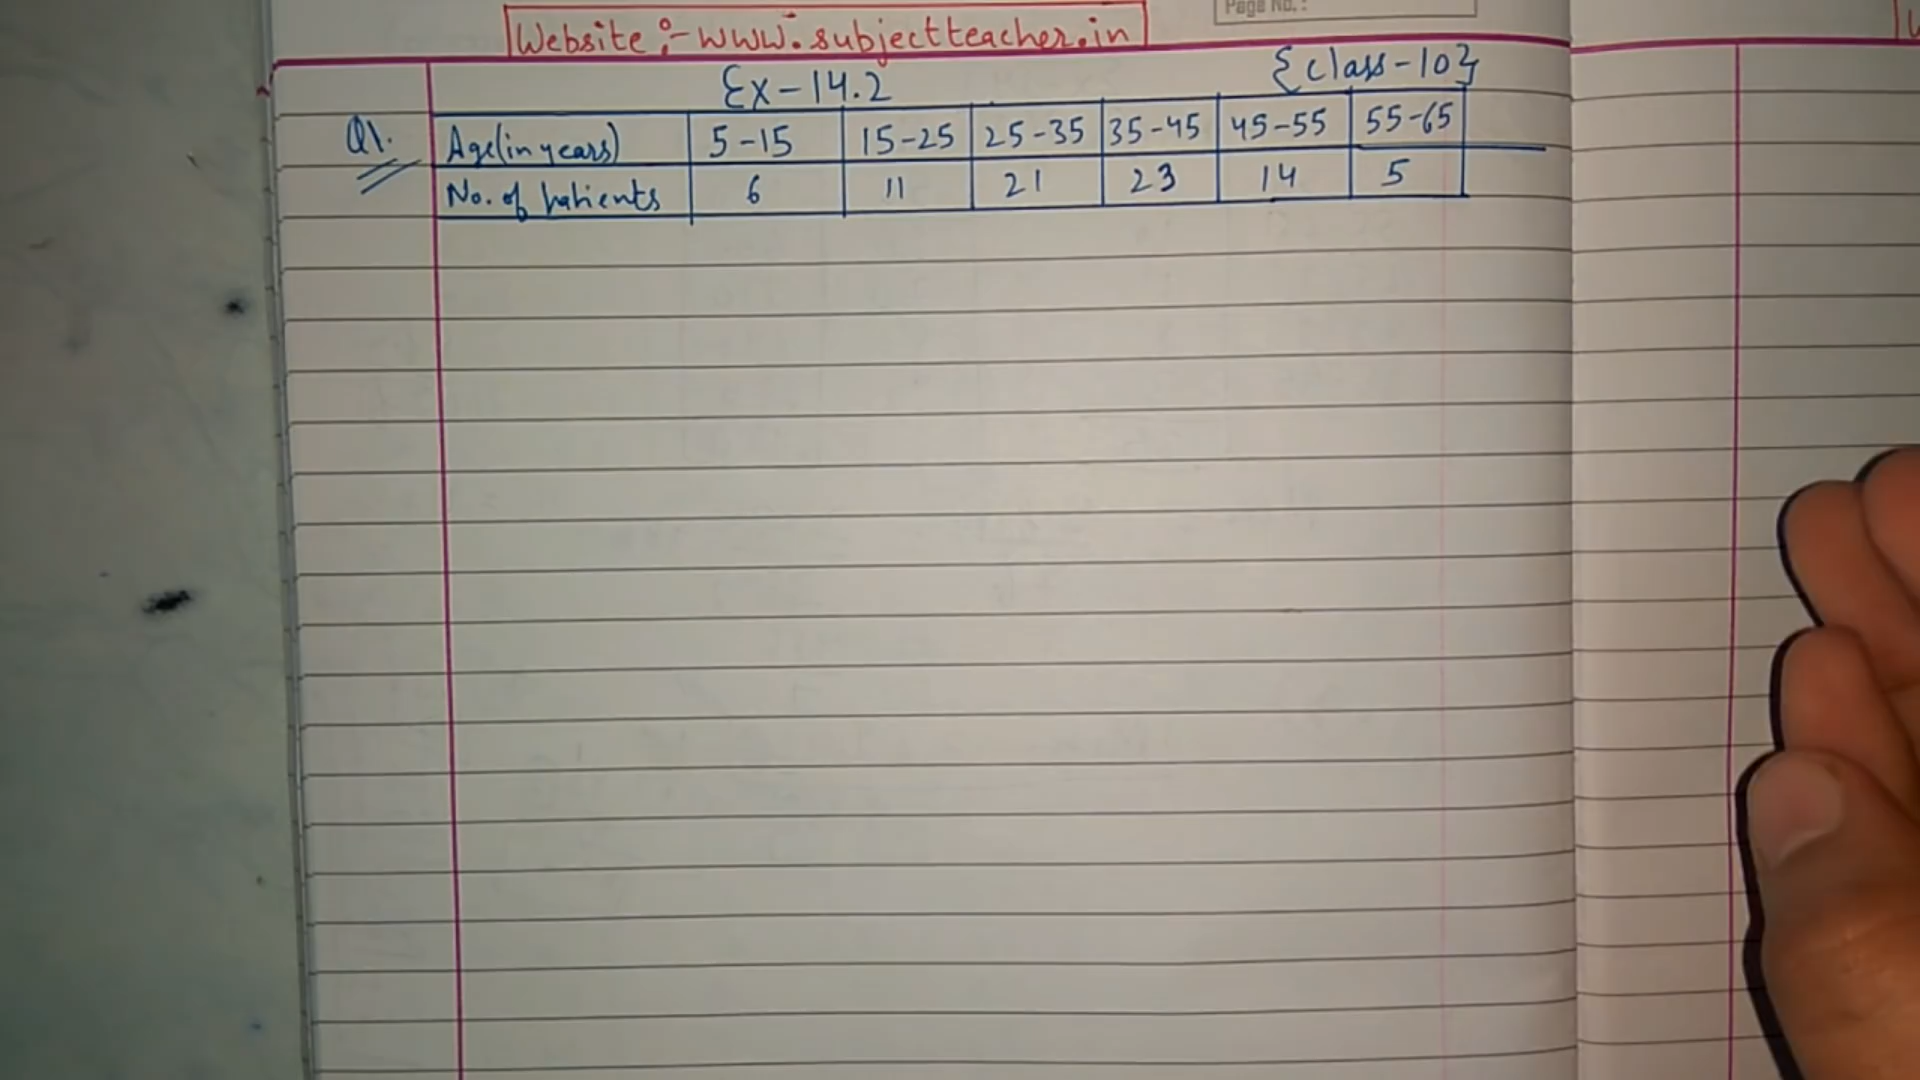 Page No. :
Website :- www.subjectteacher.in
Ex-14.2 {class-10}
Q1. Age(in years) 5-15 15-25 25-35 35-45 45-55 55-65
No. of patients 6 11 21 23 14 5